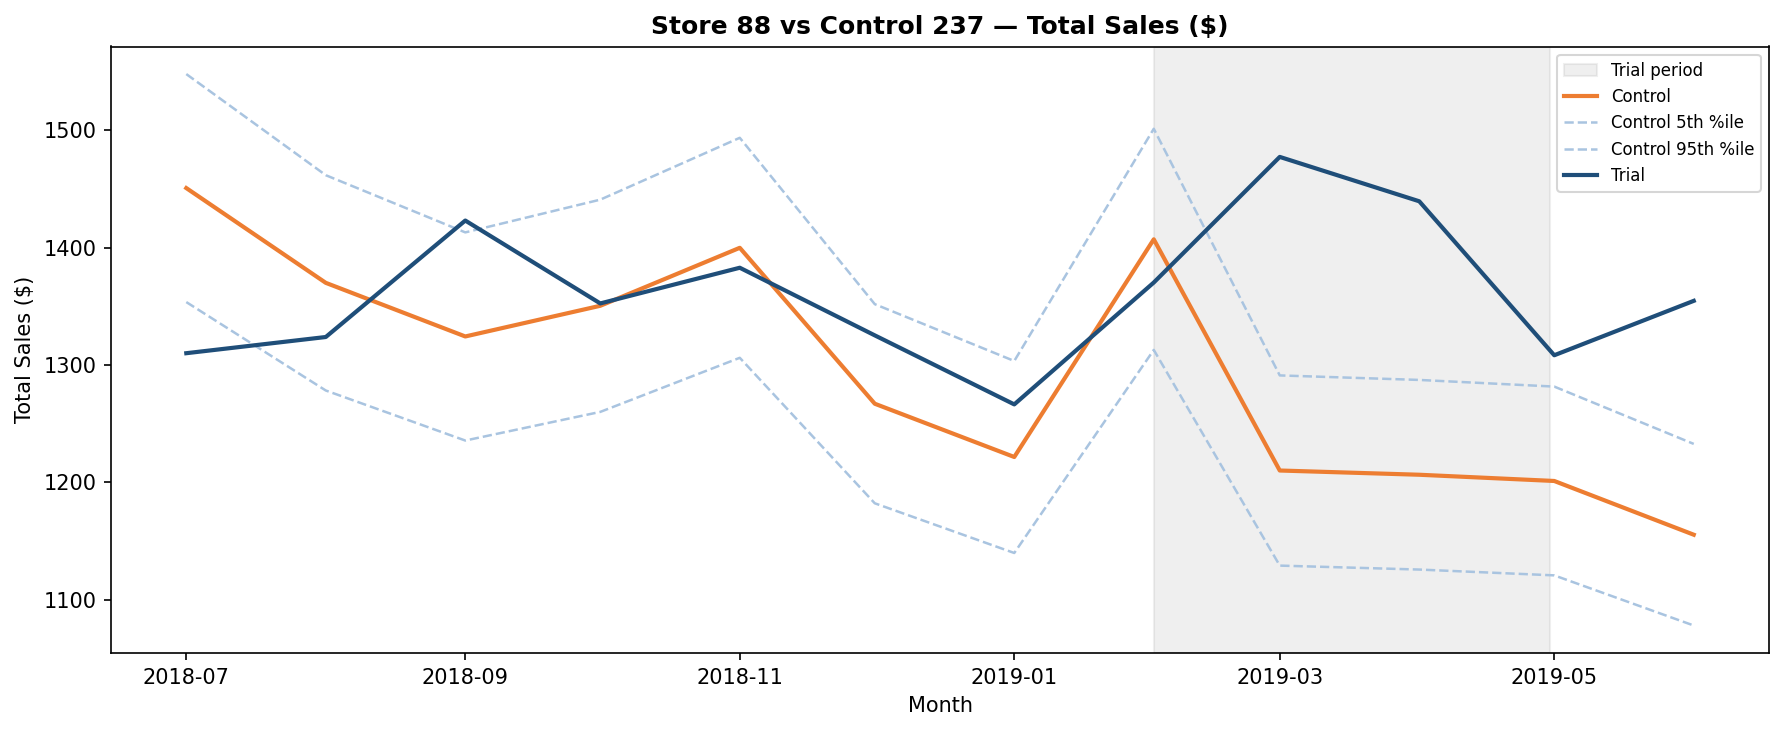 Store 88 vs Control 237 — Total Sales ($)
Trial period
Control
Control 5th %ile
Control 95th %ile
Trial
Total Sales ($)
1500
1400
1300
1200
1100
2018-07 2018-09 2018-11 2019-01 2019-03 2019-05
Month